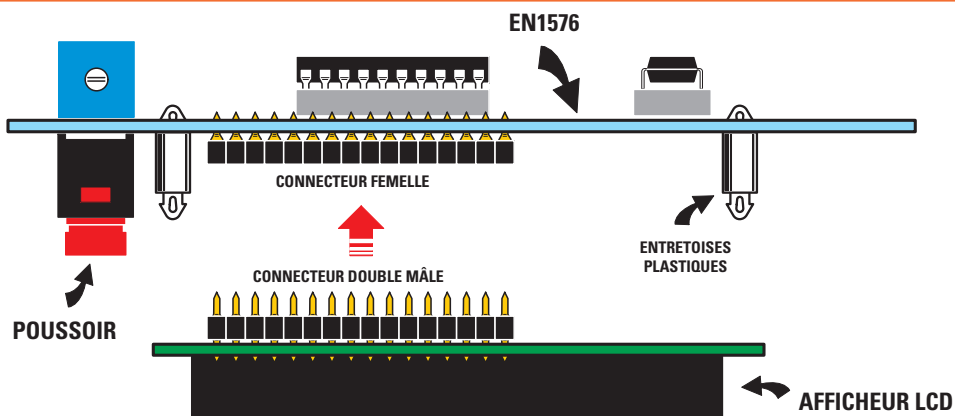 EN1576
CONNECTEUR FEMELLE
ENTRETOISES
PLASTIQUES
CONNECTEUR DOUBLE MÂLE
POUSSOIR
AFFICHEUR LCD